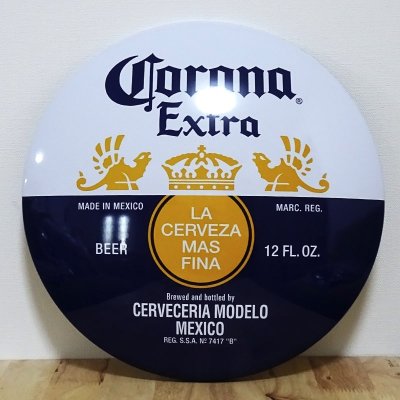 Corona
Extra
®
MADE IN MEXICO
MARC. REG.
LA
CERVEZA
MAS
FINA
BEER
12 FL. OZ.
Brewed and bottled by
CERVECERIA MODELO
MEXICO
REG. S.S.A. Nº 7417 "B"